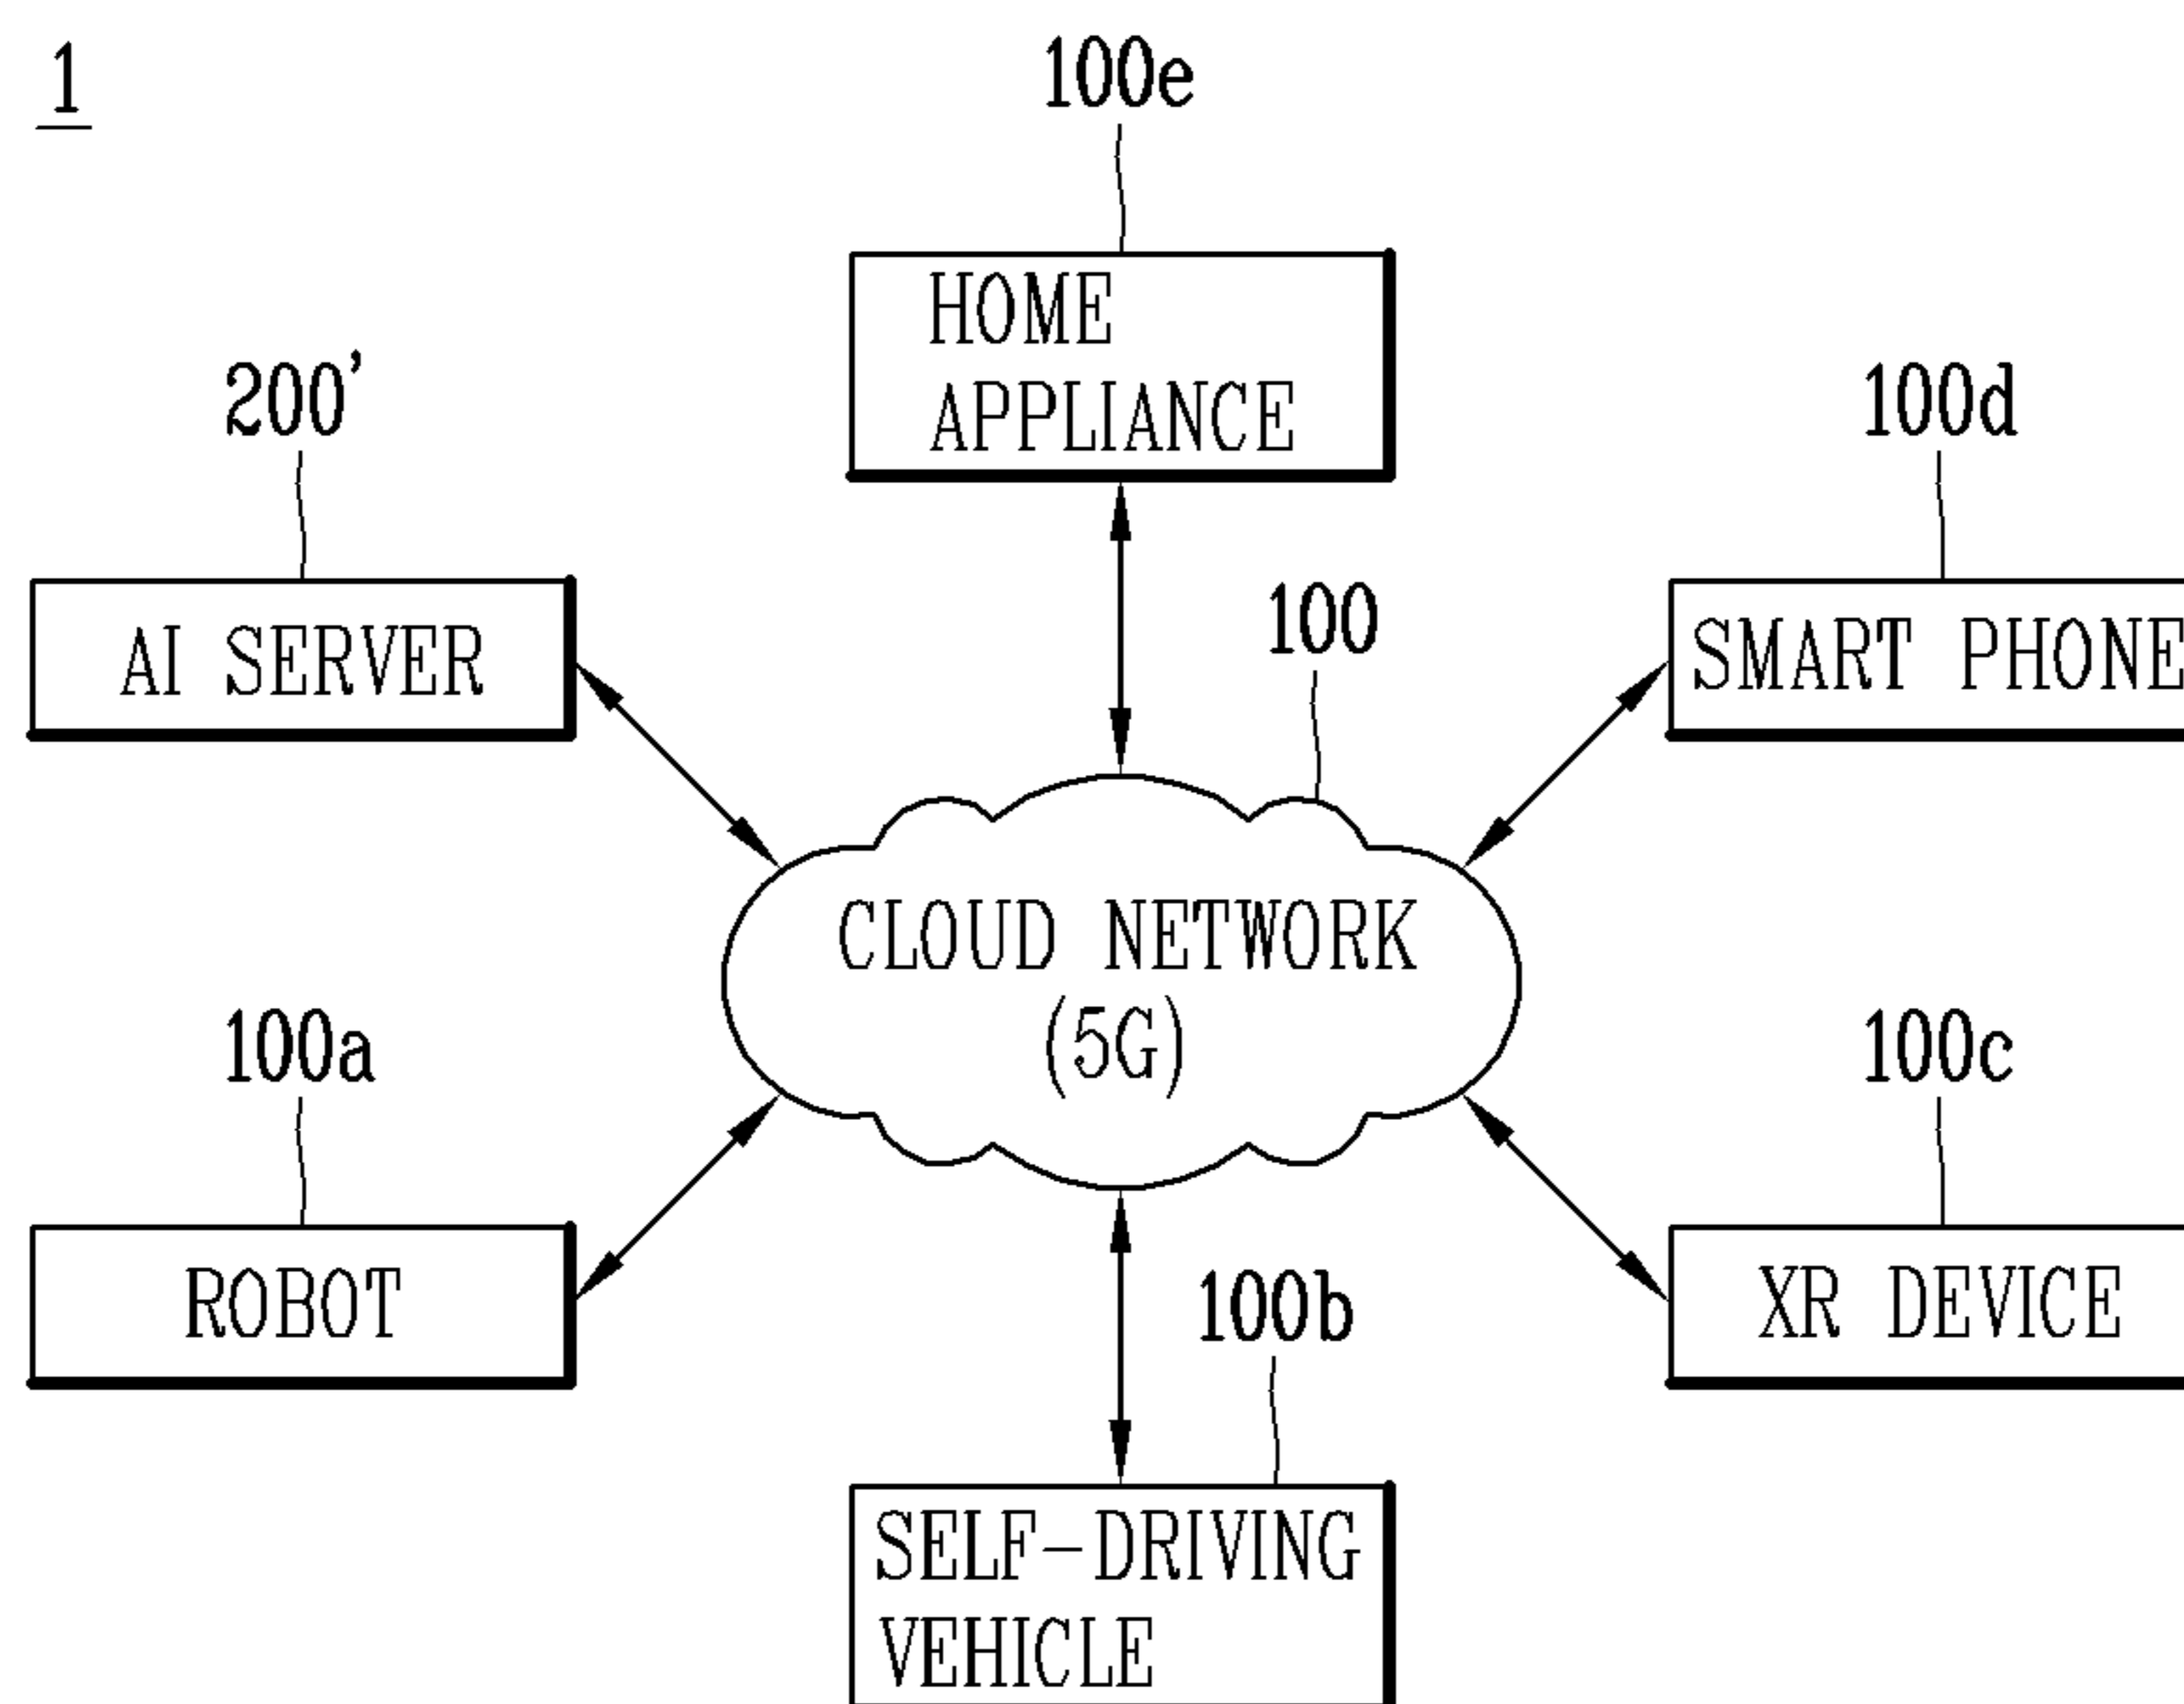 1
100e
HOME
APPLIANCE
200'
100d
AI SERVER
100
SMART PHONE
CLOUD NETWORK
(5G)
100a
100c
ROBOT
100b
XR DEVICE
SELF-DRIVING
VEHICLE